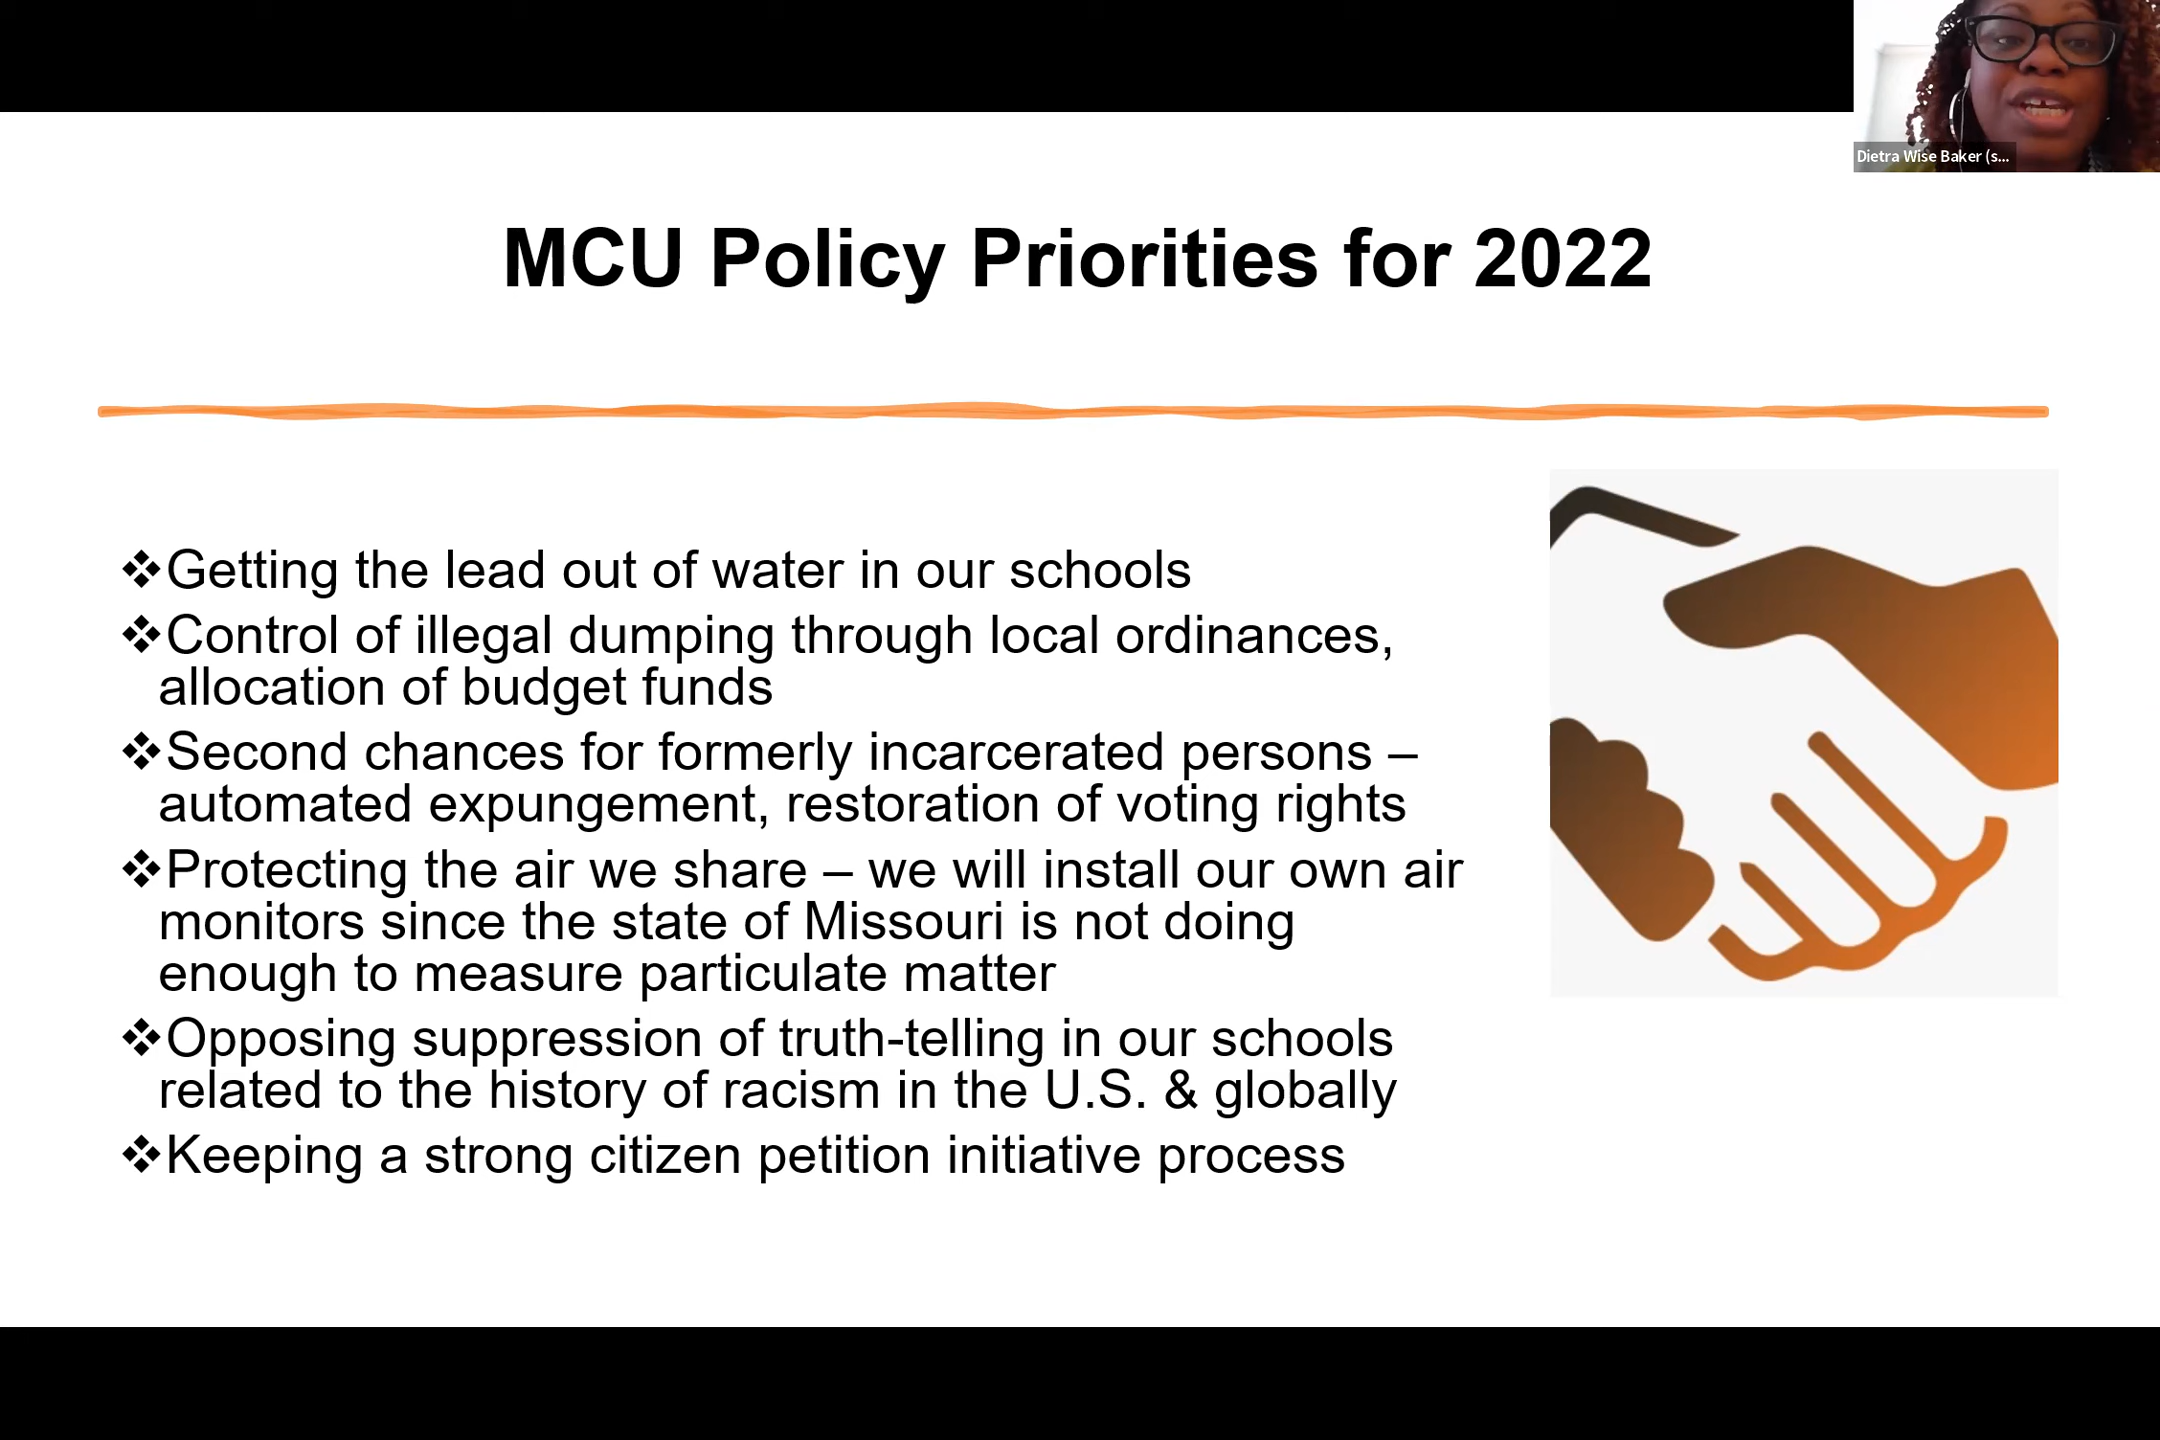 Dietra Wise Baker (s...
MCU Policy Priorities for 2022
❖Getting the lead out of water in our schools
❖Control of illegal dumping through local ordinances,
allocation of budget funds
❖Second chances for formerly incarcerated persons –
automated expungement, restoration of voting rights
❖Protecting the air we share – we will install our own air
monitors since the state of Missouri is not doing
enough to measure particulate matter
❖Opposing suppression of truth-telling in our schools
related to the history of racism in the U.S. & globally
❖Keeping a strong citizen petition initiative process